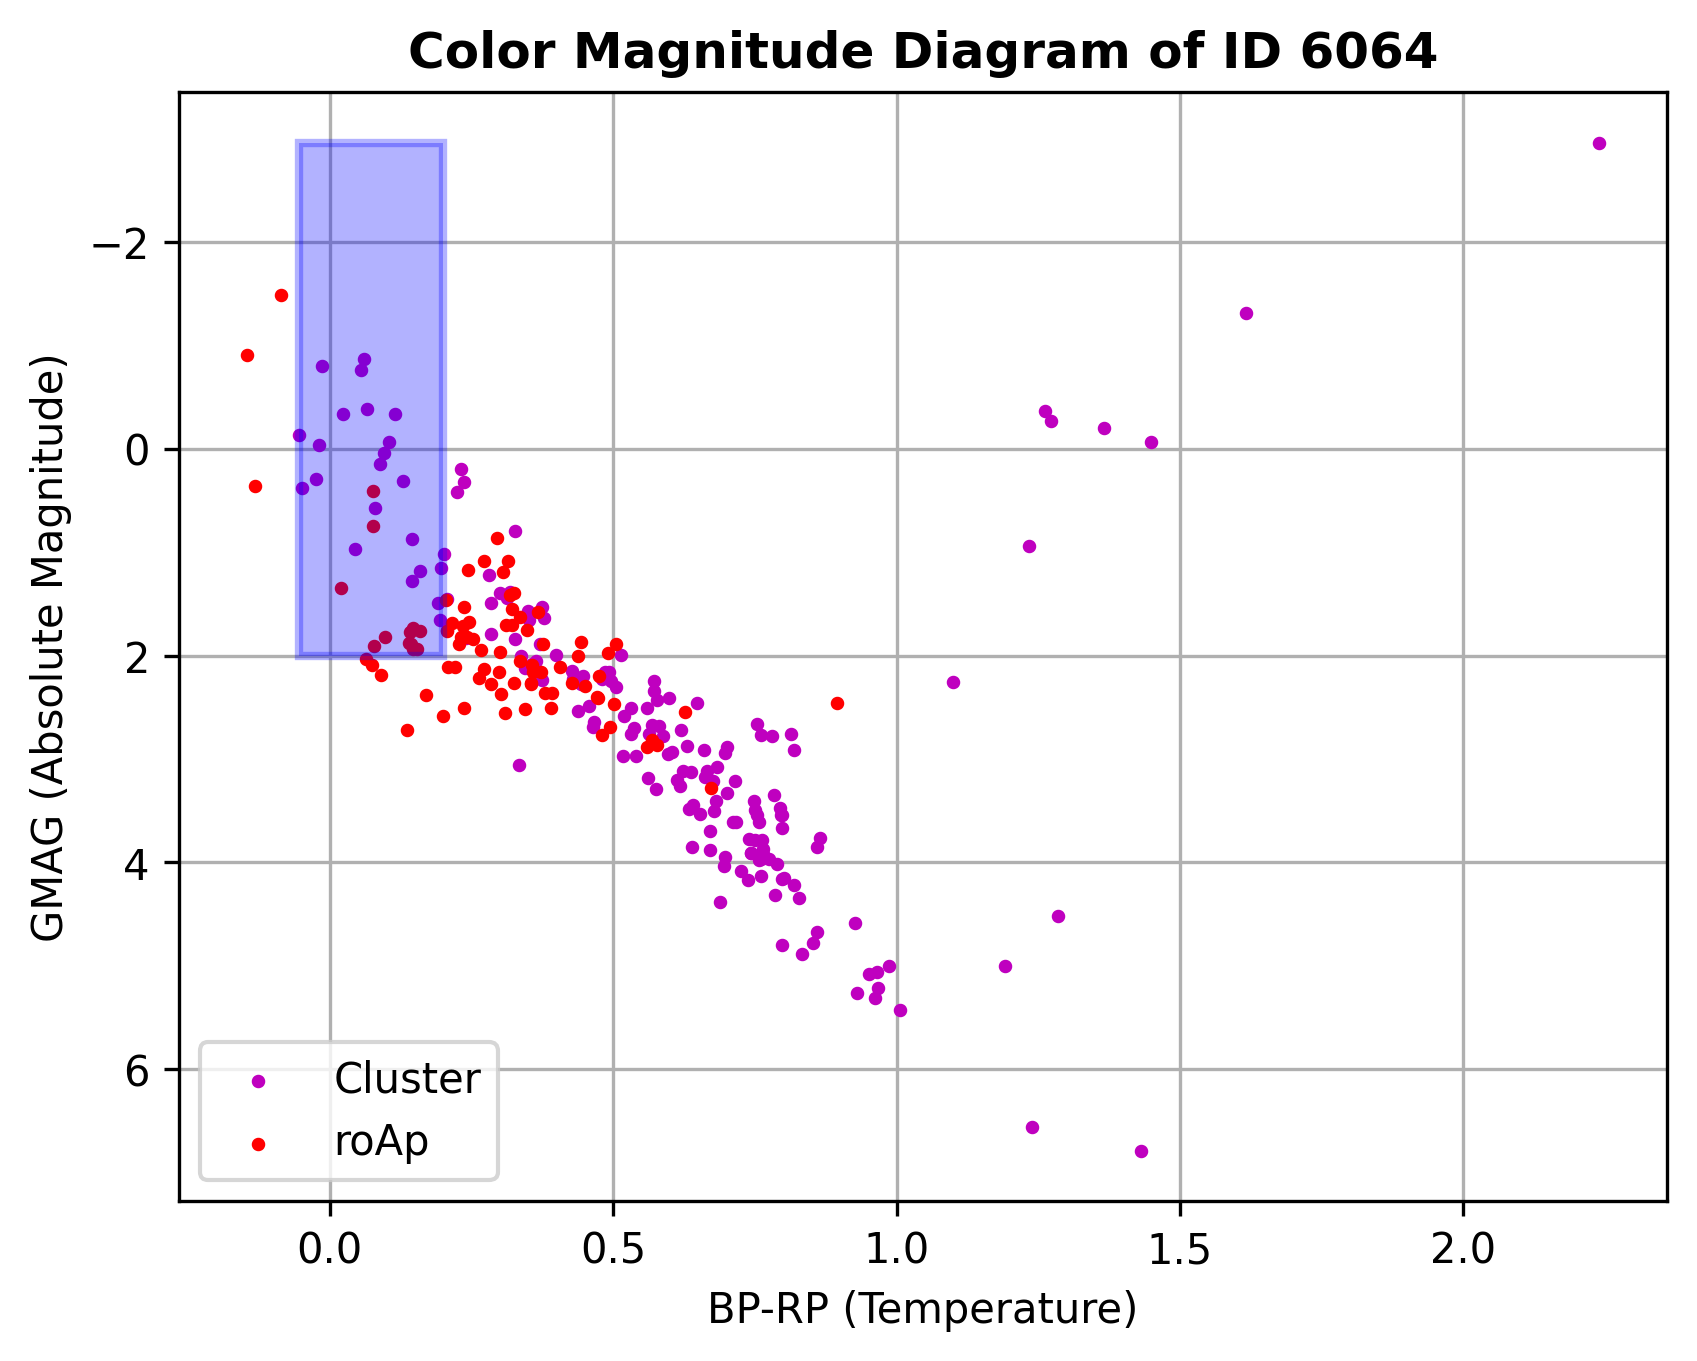 Color Magnitude Diagram of ID 6064
GMAG (Absolute Magnitude)
−2
0
2
4
6
Cluster
roAp
0.0 0.5 1.0 1.5 2.0
BP-RP (Temperature)